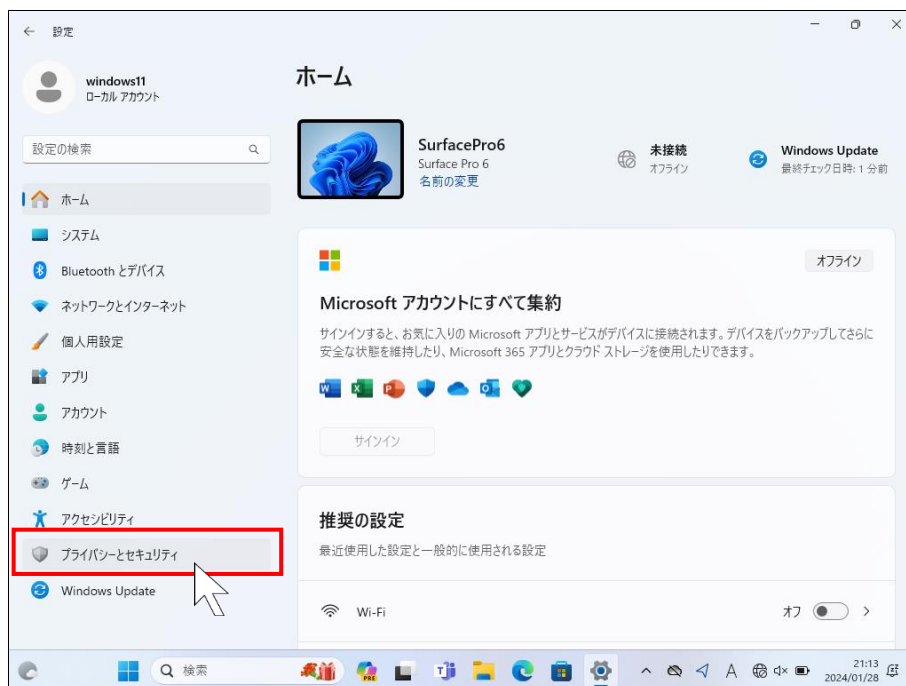 設定
windows11
ローカル アカウント
設定の検索
ホーム
システム
Bluetooth とデバイス
ネットワークとインターネット
個人用設定
アプリ
アカウント
時刻と言語
ゲーム
アクセシビリティ
プライバシーとセキュリティ
Windows Update
ホーム
SurfacePro6
Surface Pro 6
名前の変更
未接続
オフライン
Windows Update
最終チェック日時: 1 分前
オフライン
Microsoft アカウントにすべて集約
サインインすると、お気に入りの Microsoft アプリとサービスがデバイスに接続されます。デバイスをバックアップしてさらに
安全な状態を維持したり、Microsoft 365 アプリとクラウド ストレージを使用したりできます。
サインイン
推奨の設定
最近使用した設定と一般的に使用される設定
Wi-Fi
オフ
検索
PRE
A
21:13
2024/01/28